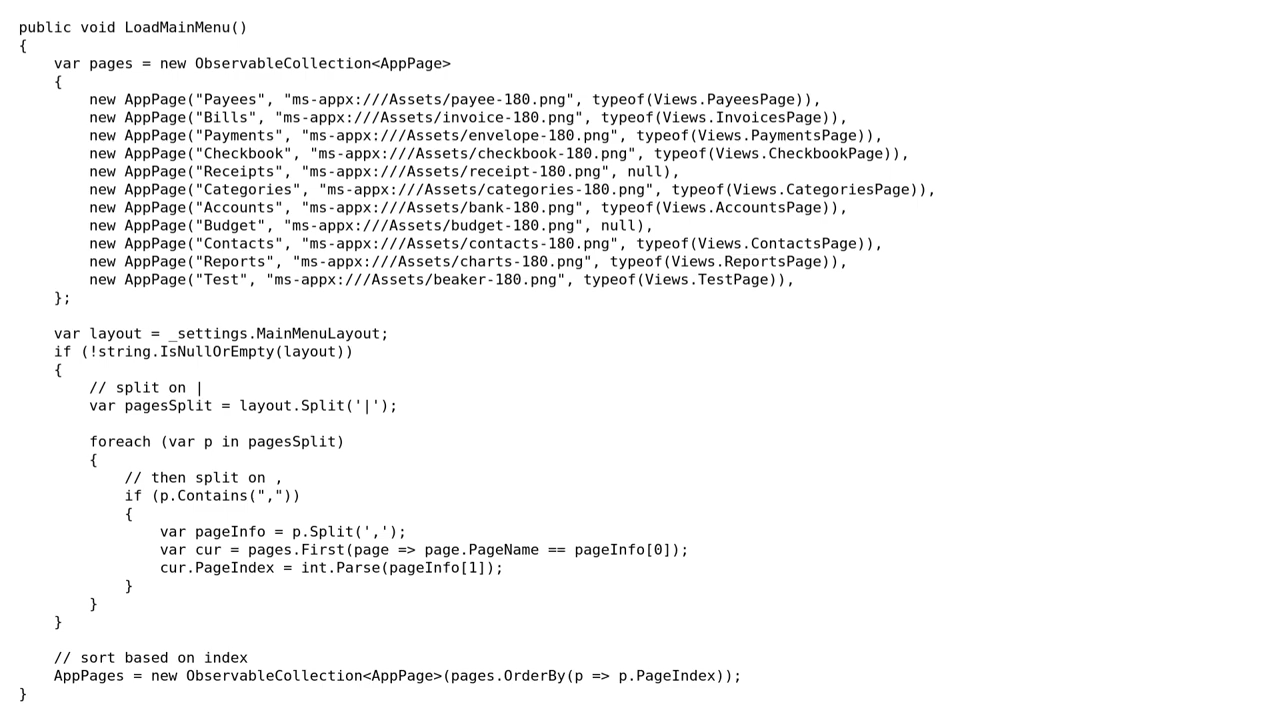 public void LoadMainMenu()
{
    var pages = new ObservableCollection<AppPage>
    {
        new AppPage("Payees", "ms-appx:///Assets/payee-180.png", typeof(Views.PayeesPage)),
        new AppPage("Bills", "ms-appx:///Assets/invoice-180.png", typeof(Views.InvoicesPage)),
        new AppPage("Payments", "ms-appx:///Assets/envelope-180.png", typeof(Views.PaymentsPage)),
        new AppPage("Checkbook", "ms-appx:///Assets/checkbook-180.png", typeof(Views.CheckbookPage)),
        new AppPage("Receipts", "ms-appx:///Assets/receipt-180.png", null),
        new AppPage("Categories", "ms-appx:///Assets/categories-180.png", typeof(Views.CategoriesPage)),
        new AppPage("Accounts", "ms-appx:///Assets/bank-180.png", typeof(Views.AccountsPage)),
        new AppPage("Budget", "ms-appx:///Assets/budget-180.png", null),
        new AppPage("Contacts", "ms-appx:///Assets/contacts-180.png", typeof(Views.ContactsPage)),
        new AppPage("Reports", "ms-appx:///Assets/charts-180.png", typeof(Views.ReportsPage)),
        new AppPage("Test", "ms-appx:///Assets/beaker-180.png", typeof(Views.TestPage)),
    };

    var layout = _settings.MainMenuLayout;
    if (!string.IsNullOrEmpty(layout))
    {
        // split on |
        var pagesSplit = layout.Split('|');

        foreach (var p in pagesSplit)
        {
            // then split on ,
            if (p.Contains(","))
            {
                var pageInfo = p.Split(',');
                var cur = pages.First(page => page.PageName == pageInfo[0]);
                cur.PageIndex = int.Parse(pageInfo[1]);
            }
        }
    }

    // sort based on index
    AppPages = new ObservableCollection<AppPage>(pages.OrderBy(p => p.PageIndex));
}